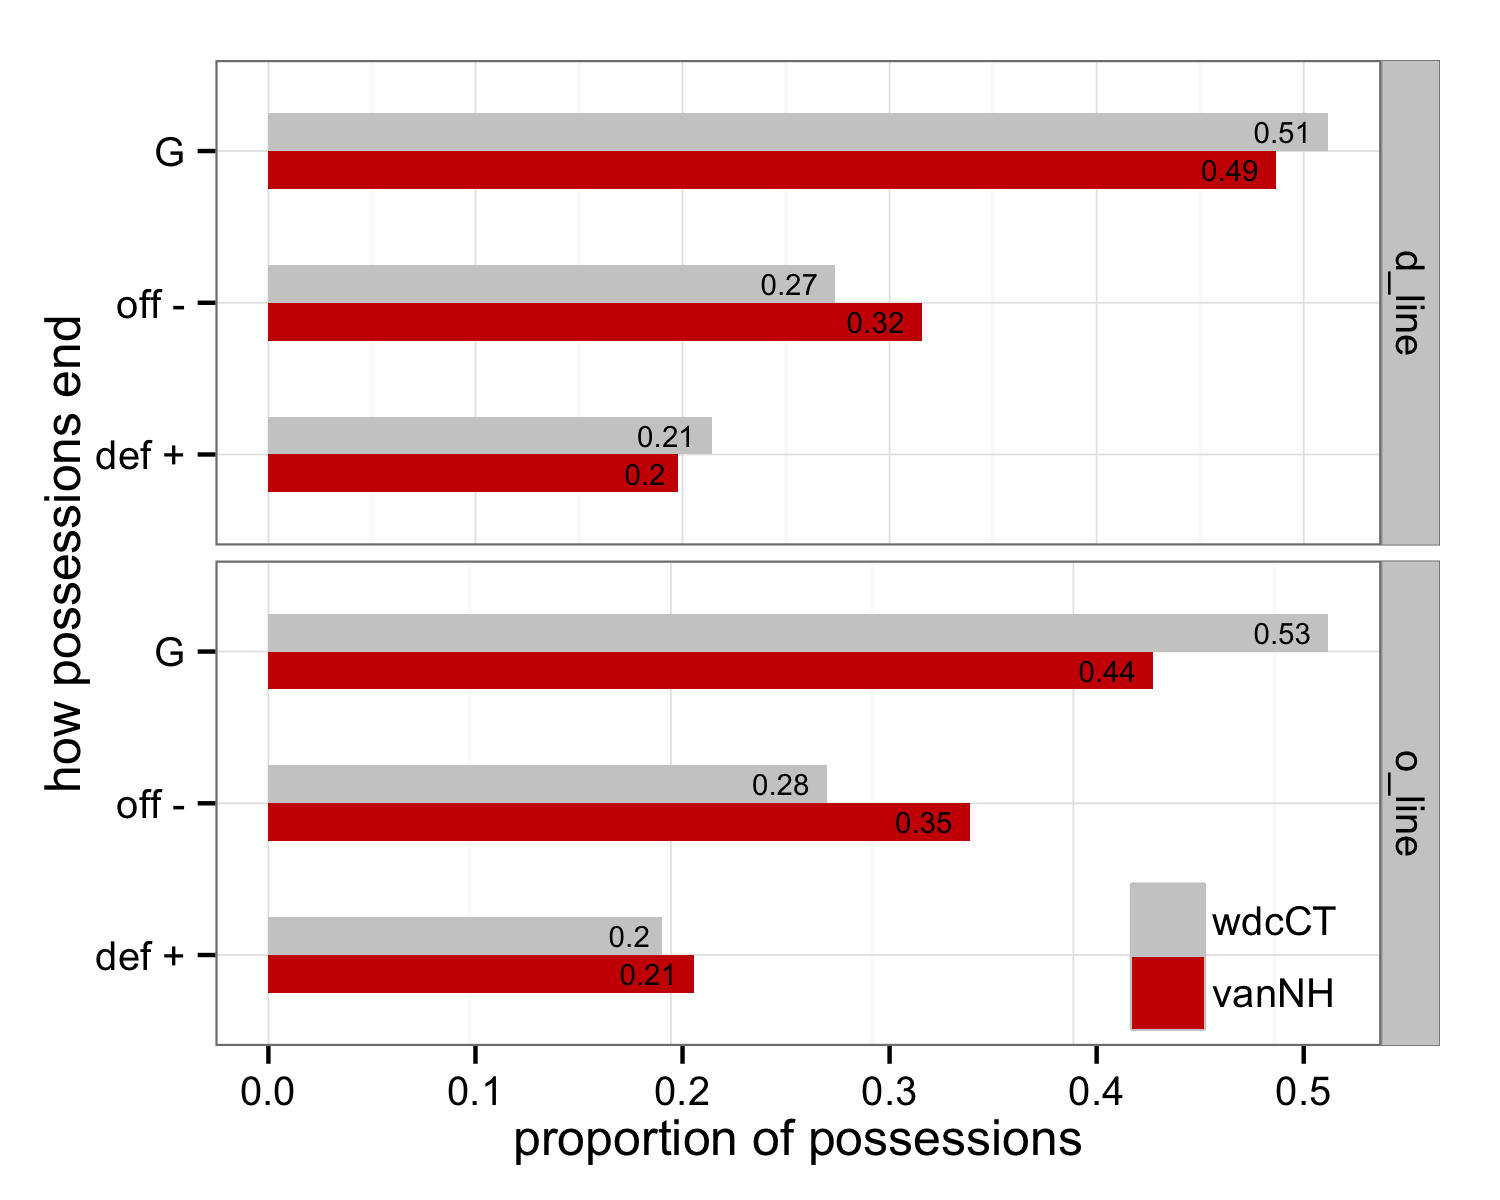 how possessions end
d_line
G
0.51
0.49
off -
0.27
0.32
def +
0.21
0.2
o_line
G
0.53
0.44
off -
0.28
0.35
def +
0.2
0.21
wdcCT
vanNH
0.0 0.1 0.2 0.3 0.4 0.5
proportion of possessions